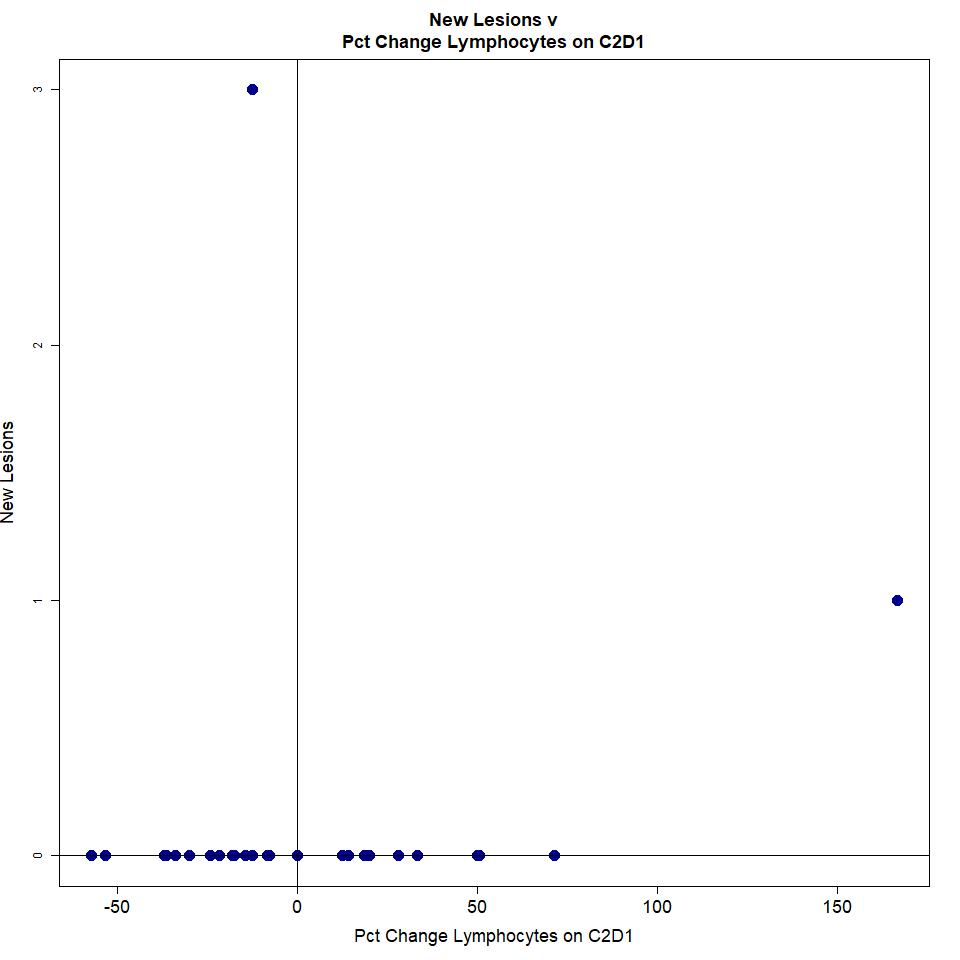 New Lesions v
Pct Change Lymphocytes on C2D1
3
2
1
0
New Lesions
-50 0 50 100 150
Pct Change Lymphocytes on C2D1